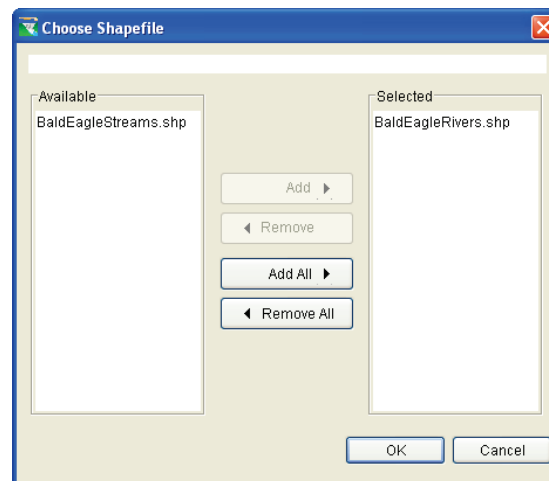 Choose Shapefile
Available
Selected
BaldEagleStreams.shp
BaldEagleRivers.shp
Add
Remove
Add All
Remove All
OK
Cancel